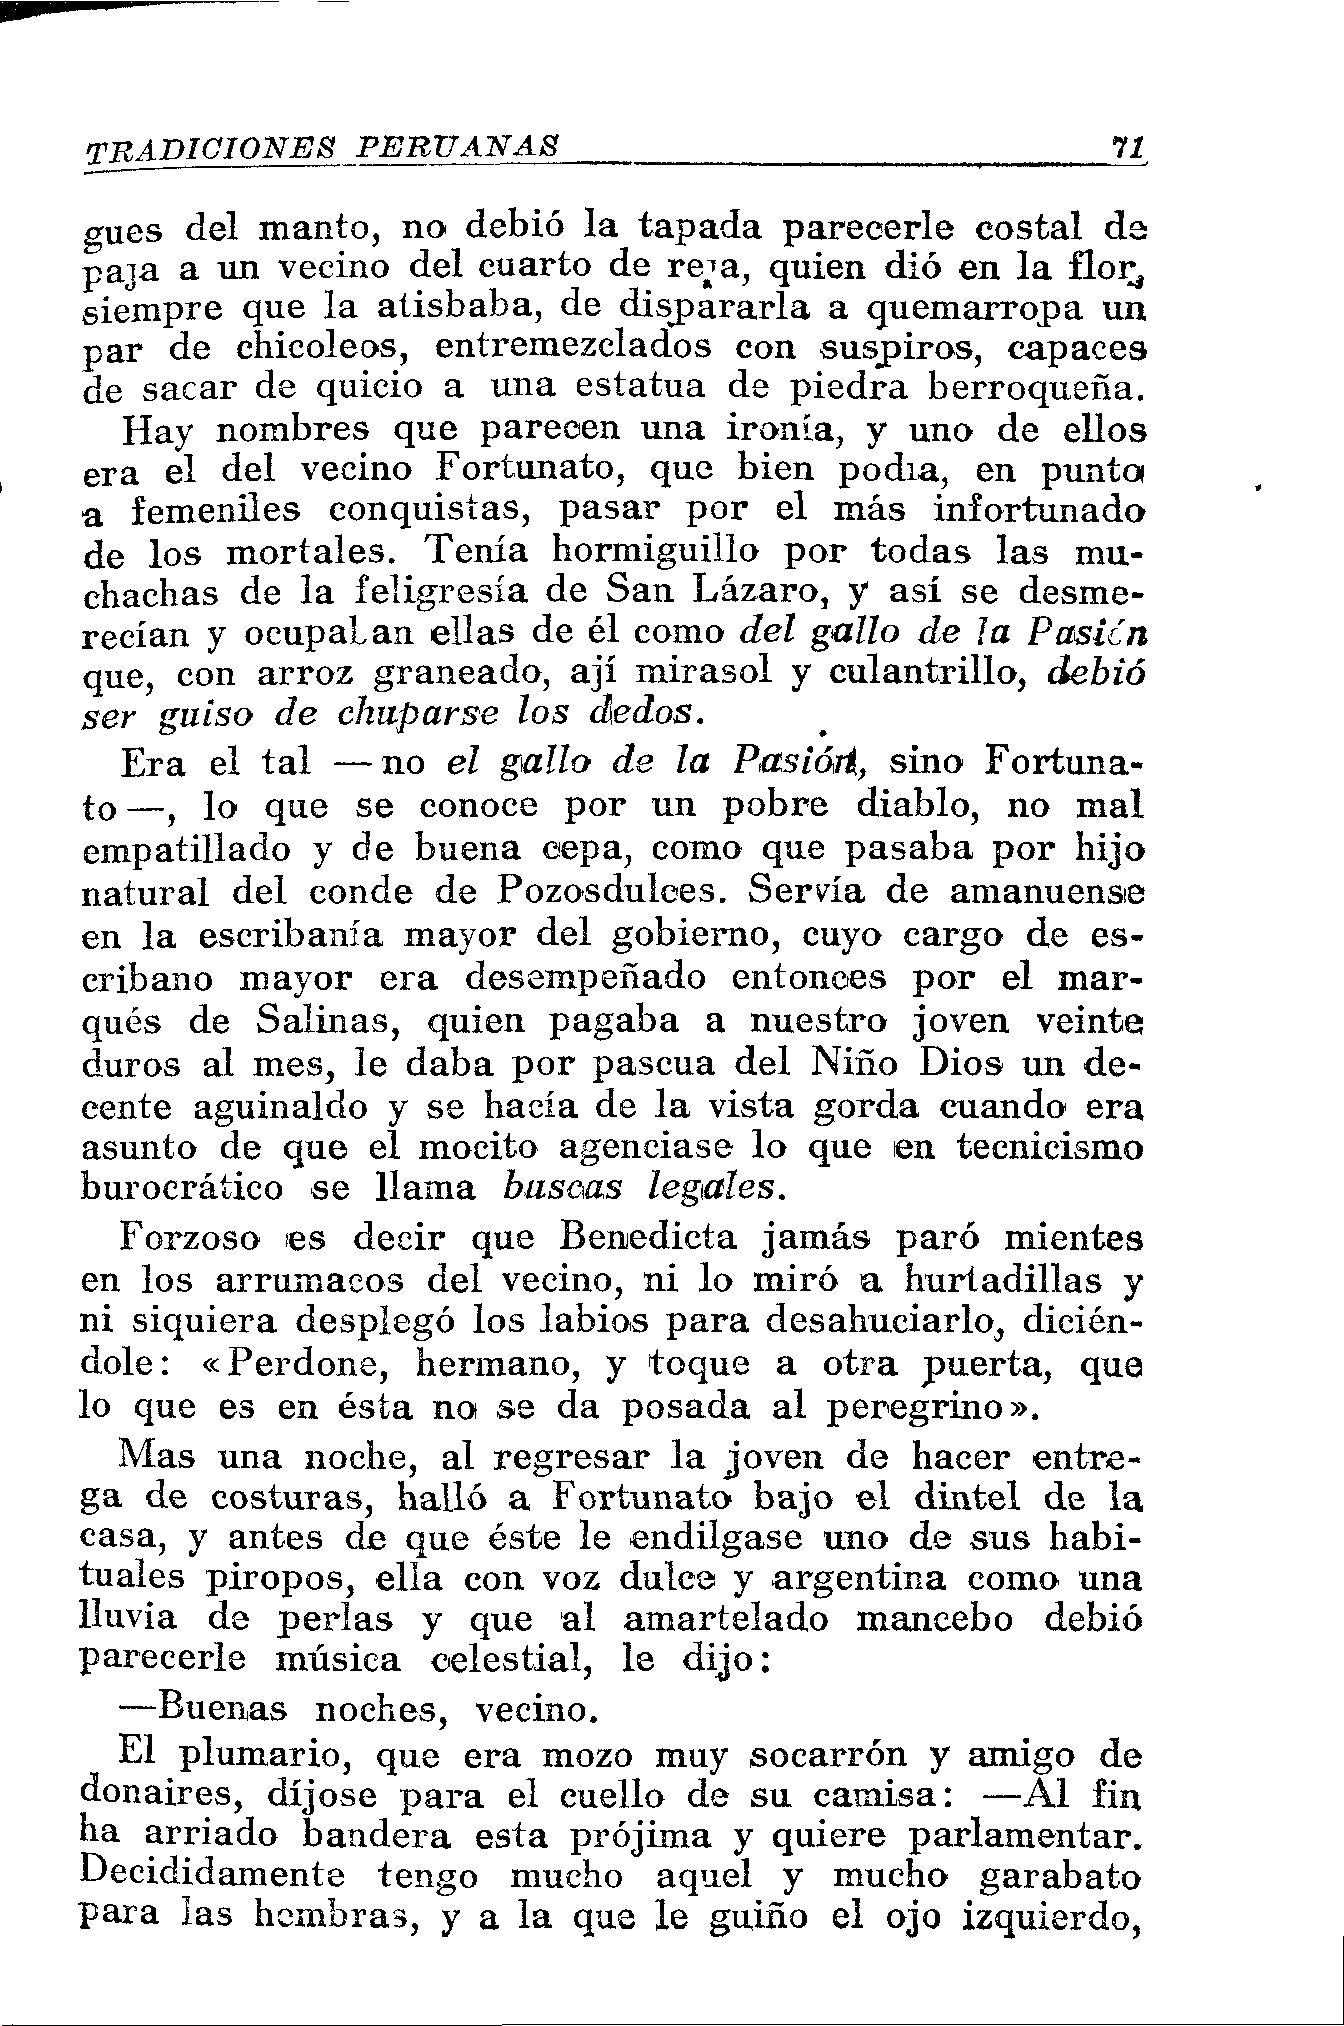 TRADICIONES PERUANAS 71
gues del manto, no debió la tapada parecerle costal de
paja a un vecino del cuarto de reja, quien dió en la flor,
siempre que la atisbaba, de dispararla a quemarropa un
par de chicoleos, entremezclados con suspiros, capaces
de sacar de quicio a una estatua de piedra berroqueña.
Hay nombres que parecen una ironía, y uno de ellos
era el del vecino Fortunato, que bien podía, en punto
a femeniles conquistas, pasar por el más infortunado
de los mortales. Tenía hormiguillo por todas las mu-
chachas de la feligresía de San Lázaro, y así se desme-
recían y ocupaban ellas de él como del gallo de la Pasión
que, con arroz graneado, ají mirasol y culantrillo, debió
ser guiso de chuparse los dedos.
Era el tal —no el gallo de la Pasión, sino Fortuna-
to—, lo que se conoce por un pobre diablo, no mal
empatillado y de buena cepa, como que pasaba por hijo
natural del conde de Pozosdulces. Servía de amanuense
en la escribanía mayor del gobierno, cuyo cargo de es-
cribano mayor era desempeñado entonces por el mar-
qués de Salinas, quien pagaba a nuestro joven veinte
duros al mes, le daba por pascua del Niño Dios un de-
cente aguinaldo y se hacía de la vista gorda cuando era
asunto de que el mocito agenciase lo que en tecnicismo
burocrático se llama buscas legales.
Forzoso es decir que Benedicta jamás paró mientes
en los arrumacos del vecino, ni lo miró a hurtadillas y
ni siquiera desplegó los labios para desahuciarlo, dicién-
dole: «Perdone, hermano, y toque a otra puerta, que
lo que es en ésta no se da posada al peregrino».
Mas una noche, al regresar la joven de hacer entre-
ga de costuras, halló a Fortunato bajo el dintel de la
casa, y antes de que éste le endilgase uno de sus habi-
tuales piropos, ella con voz dulce y argentina como una
lluvia de perlas y que al amartelado mancebo debió
parecerle música celestial, le dijo:
—Buenas noches, vecino.
El plumario, que era mozo muy socarrón y amigo de
donaires, díjose para el cuello de su camisa: —Al fin
ha arriado bandera esta prójima y quiere parlamentar.
Decididamente tengo mucho aquel y mucho garabato
para las hembras, y a la que le guiño el ojo izquierdo,